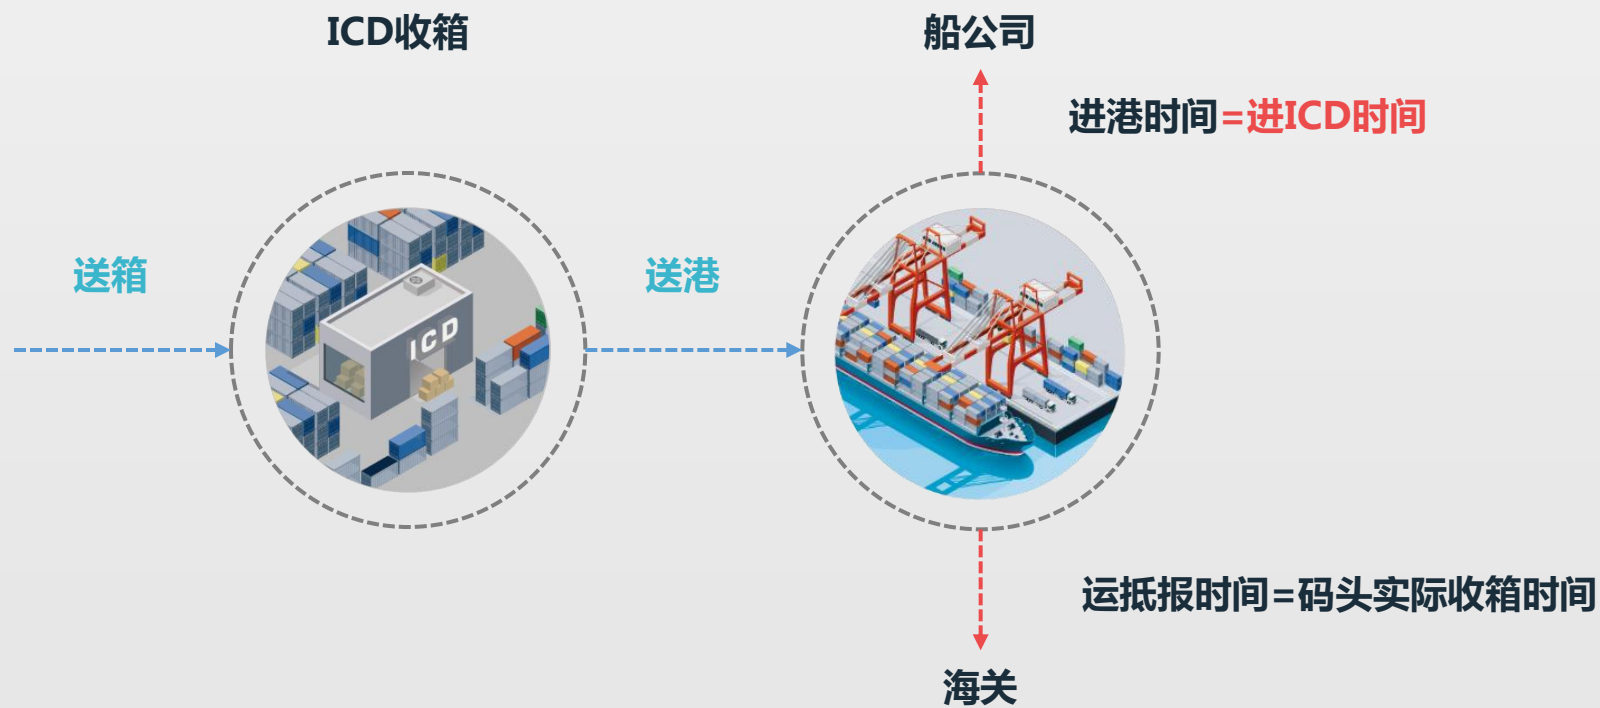 ICD收箱
船公司
进港时间=进ICD时间
送箱
送港
ICD
运抵报时间=码头实际收箱时间
海关